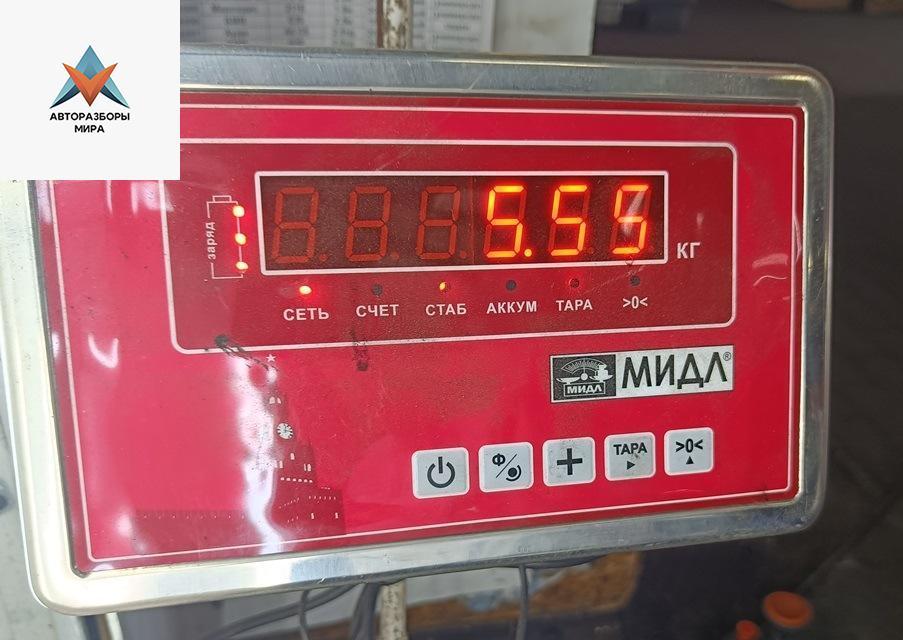 АВТОРАЗБОРЫ
МИРА
заряд
5.55
КГ
СЕТЬ СЧЕТ СТАБ АККУМ ТАРА >0<
МИДЛ МИДЛ®
Ф/ + ТАРА >0<